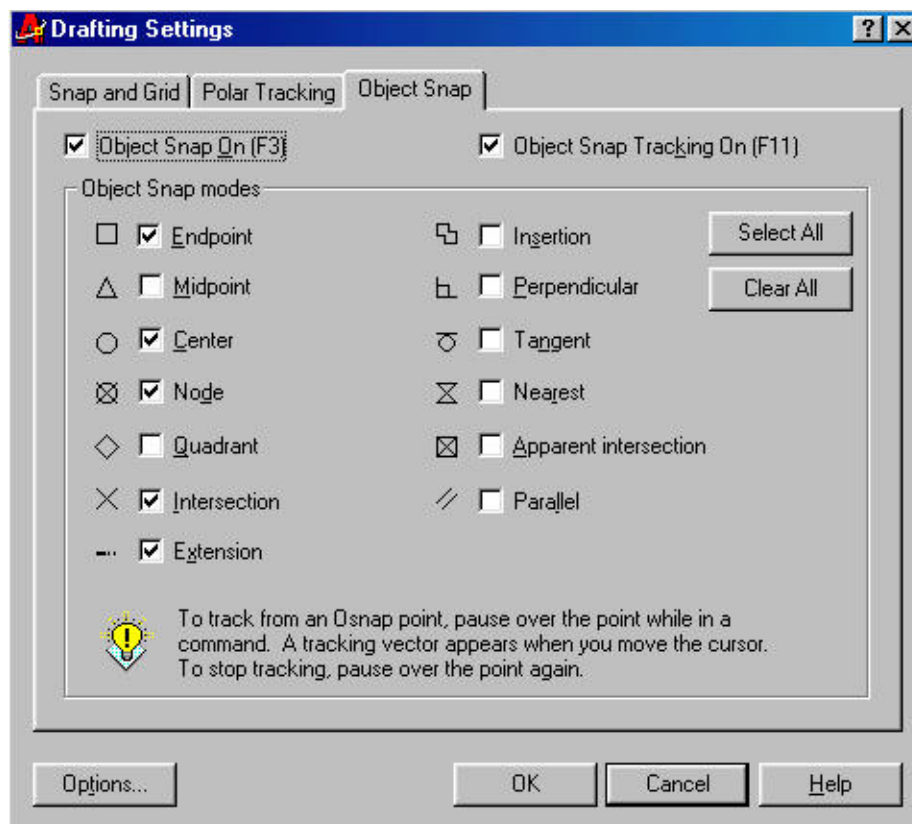 Drafting Settings
Snap and Grid Polar Tracking Object Snap
Object Snap On (F3) Object Snap Tracking On (F11)
Object Snap modes
Endpoint Insertion Select All
Midpoint Perpendicular Clear All
Center Tangent
Node Nearest
Quadrant Apparent intersection
Intersection Parallel
Extension
To track from an Osnap point, pause over the point while in a
command. A tracking vector appears when you move the cursor.
To stop tracking, pause over the point again.
Options... OK Cancel Help